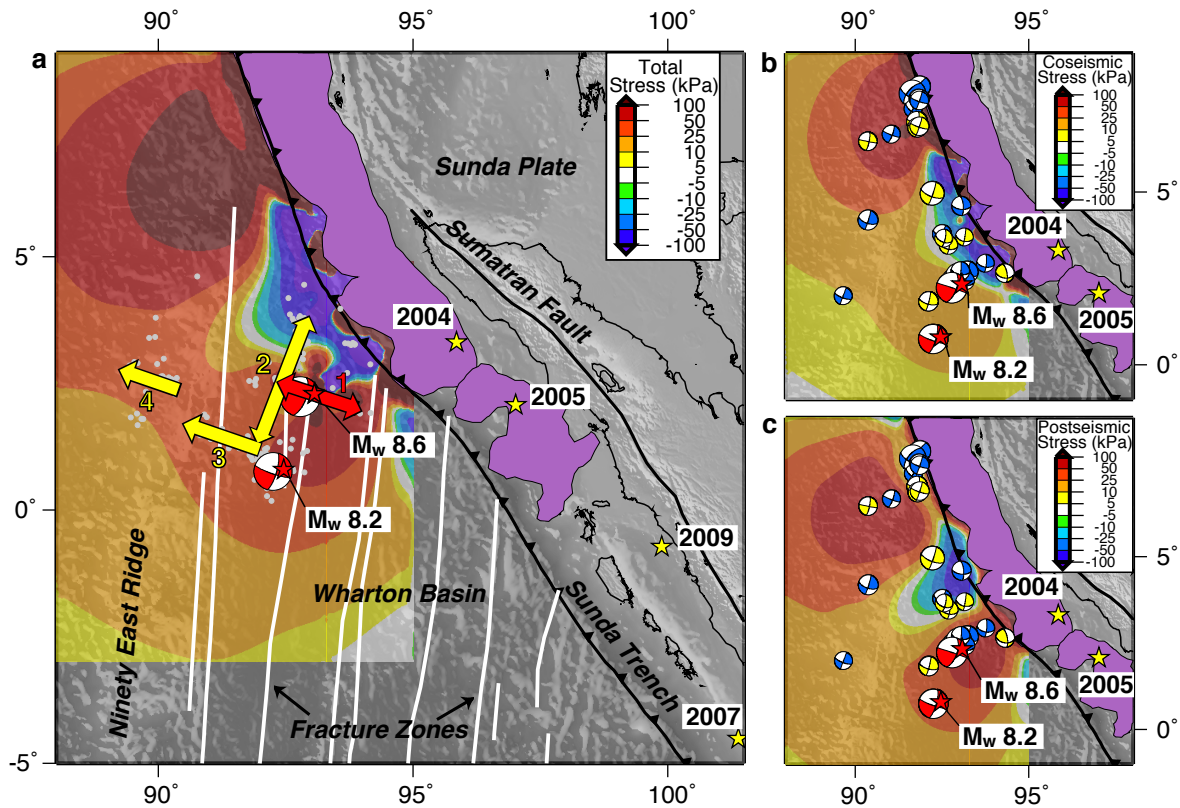 90˚ 95˚ 100˚
a
Total
Stress (kPa)
100
50
25
10
5
-5
-10
-25
-50
-100
Sunda Plate
Sumatran Fault
5˚
2004
2
1
4
3
2005
Mw 8.6
Mw 8.2
0˚
2009
Ninety East Ridge
Wharton Basin
Sunda Trench
Fracture Zones
2007
-5˚
90˚ 95˚ 100˚
90˚ 95˚
b
Coseismic
Stress (kPa)
100
50
25
10
5
-5
-10
-25
-50
-100
5˚
2004
Mw 8.6
2005
Mw 8.2
0˚
c
Postseismic
Stress (kPa)
100
50
25
10
5
-5
-10
-25
-50
-100
5˚
2004
2005
Mw 8.6
Mw 8.2
0˚
90˚ 95˚